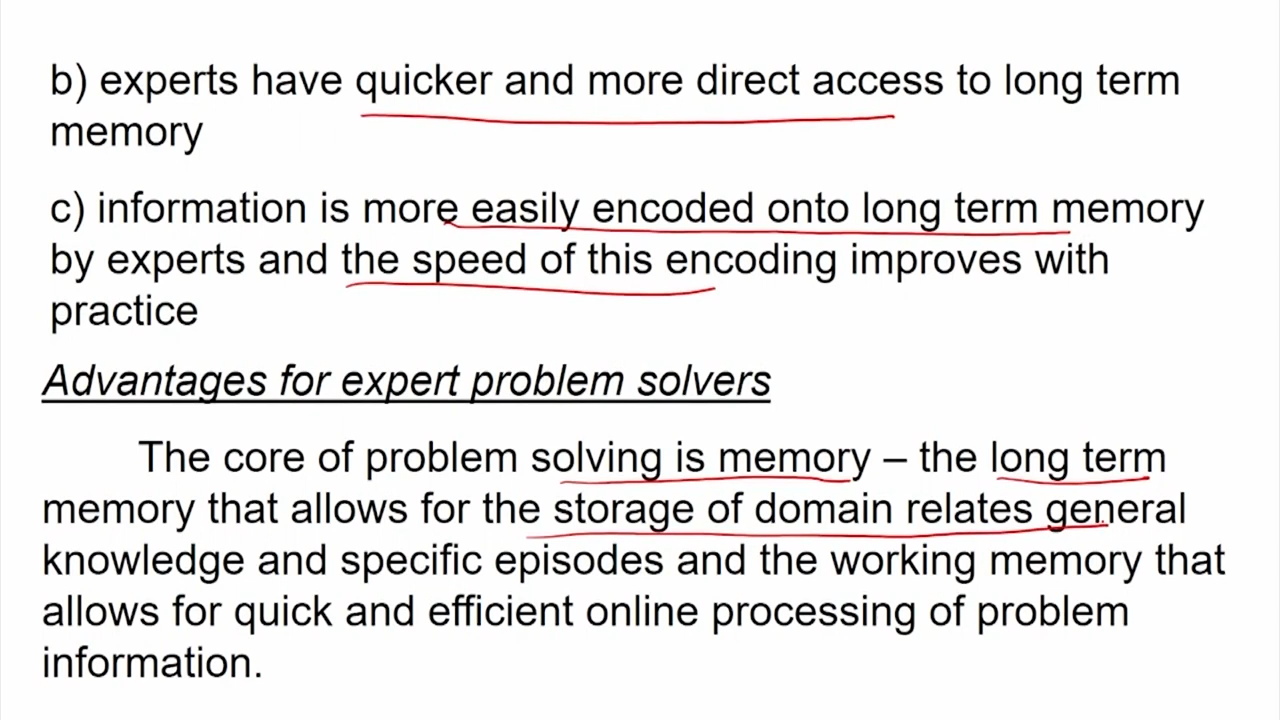 b) experts have quicker and more direct access to long term
memory
c) information is more easily encoded onto long term memory
by experts and the speed of this encoding improves with
practice
Advantages for expert problem solvers
The core of problem solving is memory – the long term
memory that allows for the storage of domain relates general
knowledge and specific episodes and the working memory that
allows for quick and efficient online processing of problem
information.